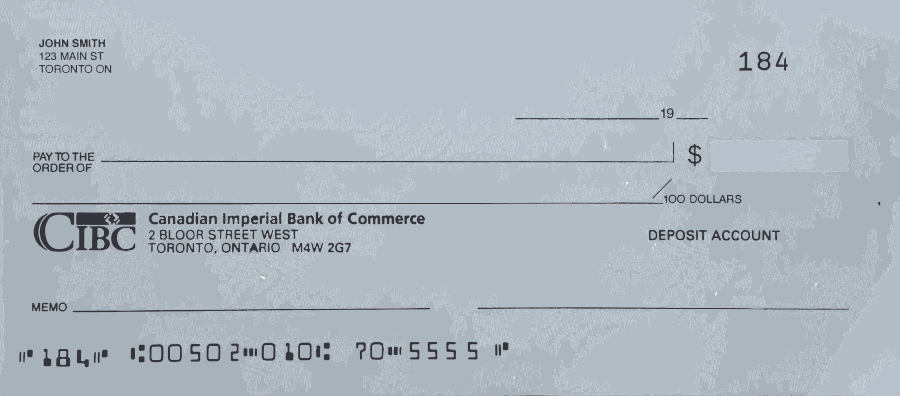 JOHN SMITH
123 MAIN ST
TORONTO ON
184
19
PAY TO THE
ORDER OF
$
100 DOLLARS
CIBC
Canadian Imperial Bank of Commerce
2 BLOOR STREET WEST
TORONTO, ONTARIO M4W 2G7
DEPOSIT ACCOUNT
MEMO
⑈184⑈ ⑆00502⑉010⑆ 70⑉5555⑈